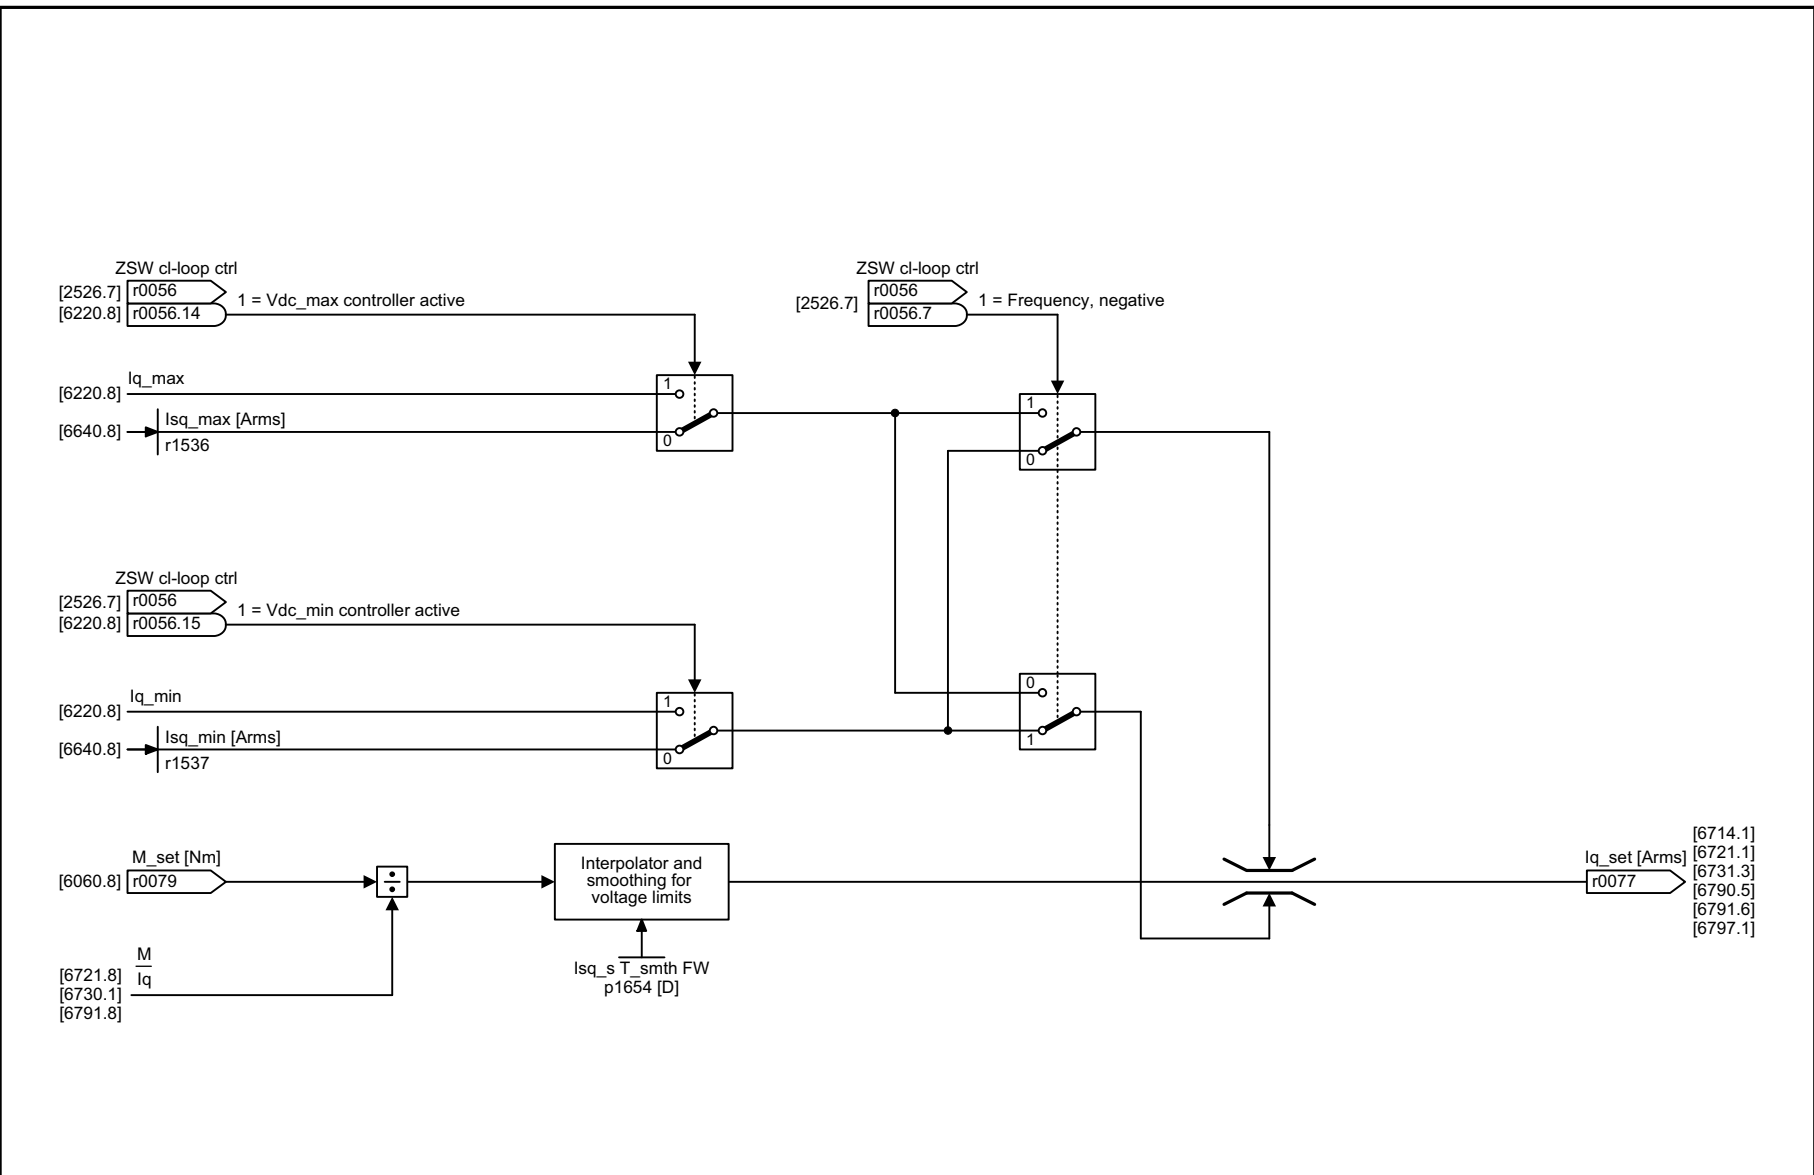 ZSW cl-loop ctrl
[2526.7] r0056
[6220.8] r0056.14
1 = Vdc_max controller active
ZSW cl-loop ctrl
[2526.7]
r0056
r0056.7
1 = Frequency, negative
[6220.8] Iq_max
1
[6640.8] Isq_max [Arms]
r1536
0
1
0
ZSW cl-loop ctrl
[2526.7] r0056
[6220.8] r0056.15
1 = Vdc_min controller active
[6220.8] Iq_min
1
[6640.8] Isq_min [Arms]
r1537
0
0
1
M_set [Nm]
[6060.8] r0079
÷
Interpolator and
smoothing for
voltage limits
Isq_s T_smth FW
p1654 [D]
M
Iq
[6721.8]
[6730.1]
[6791.8]
Iq_set [Arms]
r0077
[6714.1]
[6721.1]
[6731.3]
[6790.5]
[6791.6]
[6797.1]